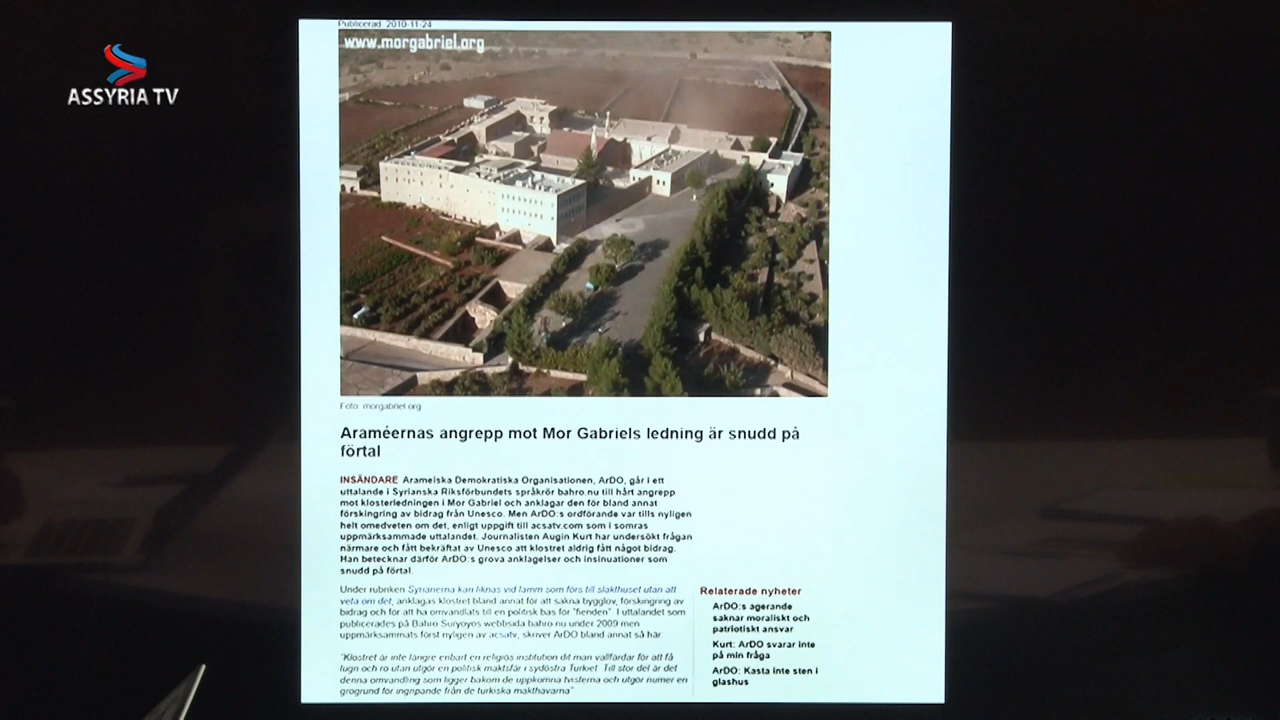 Publicerad: 2010-11-24
www.morgabriel.org
ASSYRIA TV
Foto: morgabriel.org
Araméernas angrepp mot Mor Gabriels ledning är snudd på
förtal
INSÄNDARE Arameiska Demokratiska Organisationen, ArDO, går i ett
uttalande i Syrianska Riksförbundets språkrör bahro.nu till hårt angrepp
mot klosterledningen i Mor Gabriel och anklagar den för bland annat
förskingring av bidrag från Unesco. Men ArDO:s ordförande var tills nyligen
helt omedveten om det, enligt uppgift till acsatv.com som i somras
uppmärksammade uttalandet. Journalisten Augin Kurt har undersökt frågan
närmare och fått bekräftat av Unesco att klostret aldrig fått något bidrag.
Han betecknar därför ArDO:s grova anklagelser och insinuationer som
snudd på förtal.
Under rubriken Syrianerna kan liknas vid lamm som förs till slakthuset utan att
veta om det, anklagas klostret bland annat för att sakna bygglov, förskingring av
bidrag och för att ha omvandlats till en politisk bas för "fienden". I uttalandet som
publicerades på Bahro Suryoyos webbsida bahro.nu under 2009 men
uppmärksammats först nyligen av acsatv, skriver ArDO bland annat så här:
"Klostret är inte längre enbart en religiös institution dit man vallfärdar för att få
lugn och ro utan utgör en politisk maktsfär i sydöstra Turkiet. Till stor del är det
denna omvandling som ligger bakom de uppkomna tvisterna och utgör numer en
grogrund för ingripande från de turkiska makthavarna"
Relaterade nyheter
ArDO:s agerande
saknar moraliskt och
patriotiskt ansvar
Kurt: ArDO svarar inte
på min fråga
ArDO: Kasta inte sten i
glashus